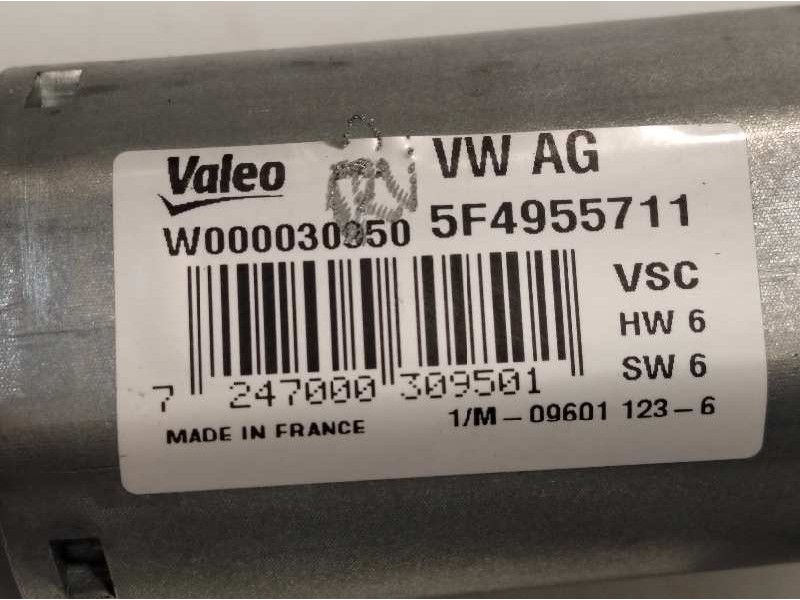 Valeo
VW AG
W000030950 5F4955711
VSC
HW 6
SW 6
7 247000 309501
1/M - 09601 123 - 6
MADE IN FRANCE